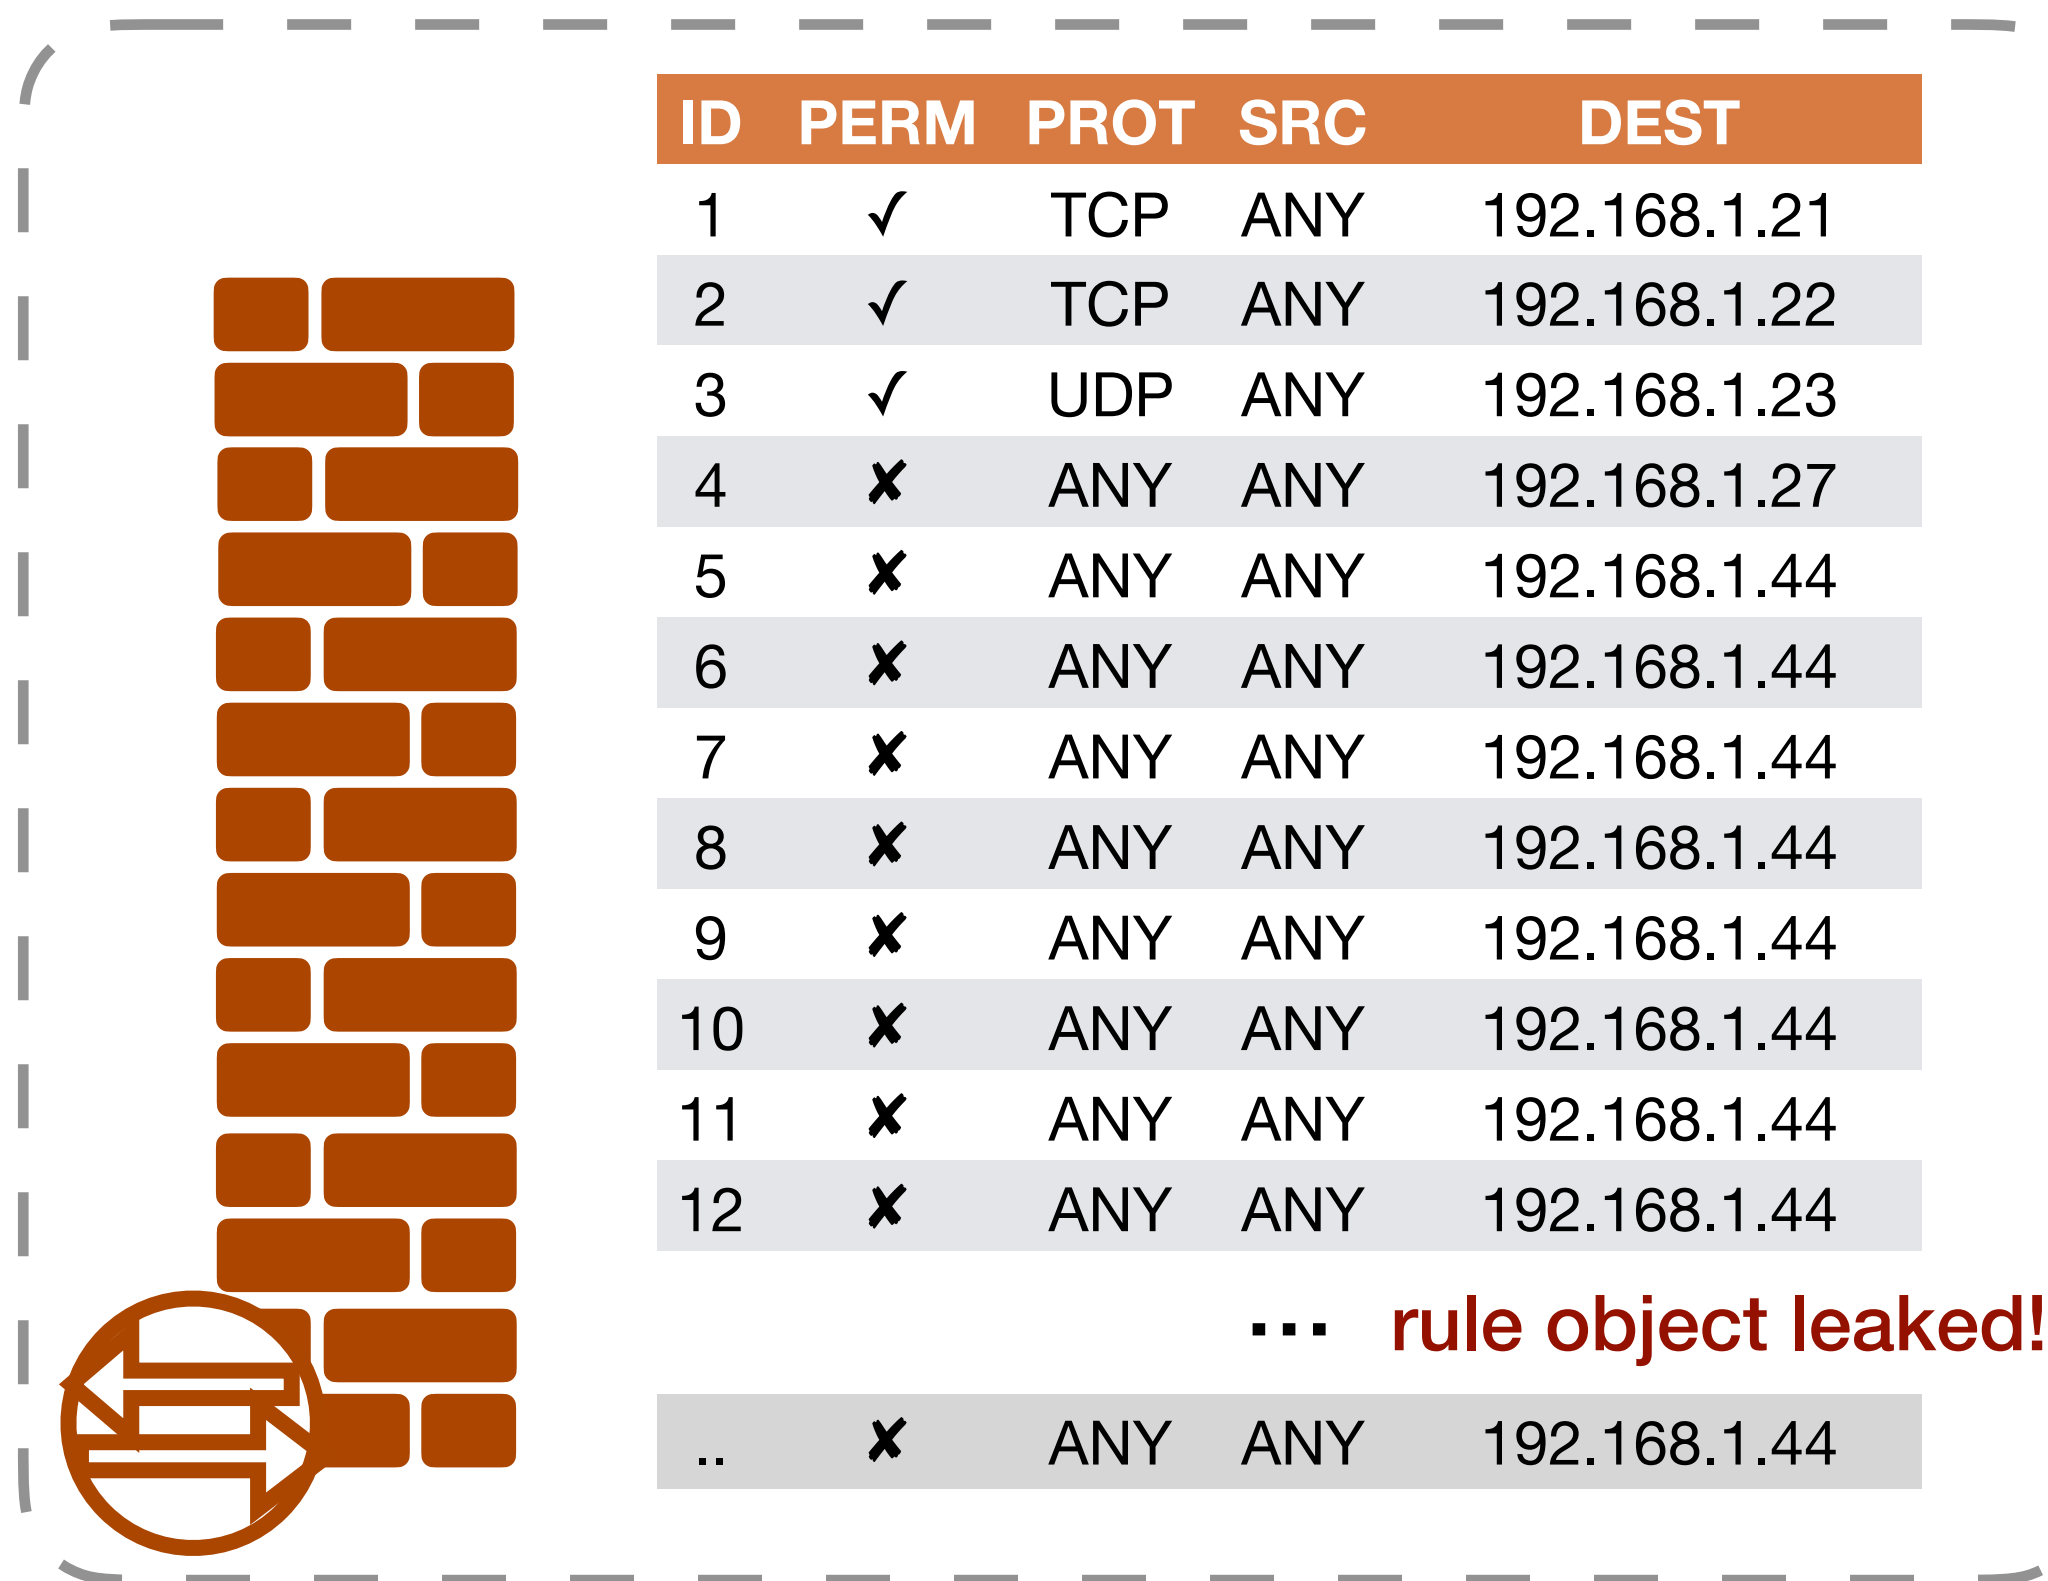 ID PERM PROT SRC DEST
1 ✓ TCP ANY 192.168.1.21
2 ✓ TCP ANY 192.168.1.22
3 ✓ UDP ANY 192.168.1.23
4 ✘ ANY ANY 192.168.1.27
5 ✘ ANY ANY 192.168.1.44
6 ✘ ANY ANY 192.168.1.44
7 ✘ ANY ANY 192.168.1.44
8 ✘ ANY ANY 192.168.1.44
9 ✘ ANY ANY 192.168.1.44
10 ✘ ANY ANY 192.168.1.44
11 ✘ ANY ANY 192.168.1.44
12 ✘ ANY ANY 192.168.1.44
... rule object leaked!
.. ✘ ANY ANY 192.168.1.44